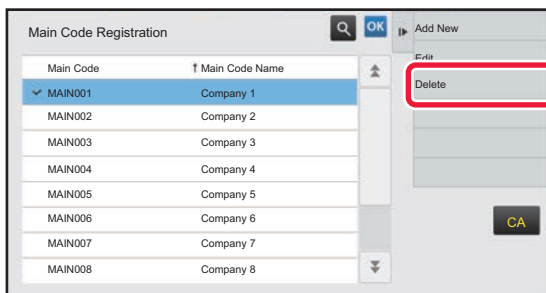 Main Code Registration
OK
Add New
Edit
Delete
Main Code
Main Code Name
MAIN001 Company 1
MAIN002 Company 2
MAIN003 Company 3
MAIN004 Company 4
MAIN005 Company 5
MAIN006 Company 6
MAIN007 Company 7
MAIN008 Company 8
CA